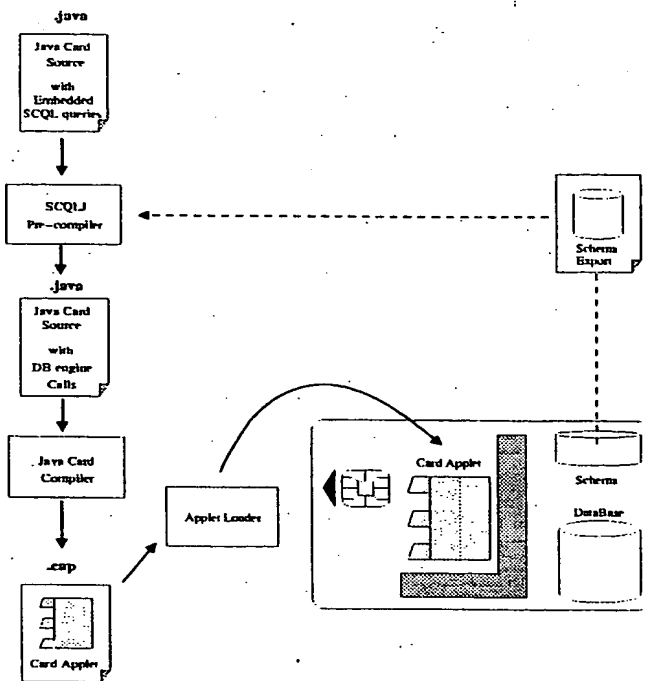 .java
Java Card
Source
with
Embedded
SCQL queries
SCQLJ
Pre-compiler
.java
Java Card
Source
with
DB engine
Calls
Java Card
Compiler
.cap
Card Applet
Applet Loader
Card Applet
Schema
Export
Schema
DataBase